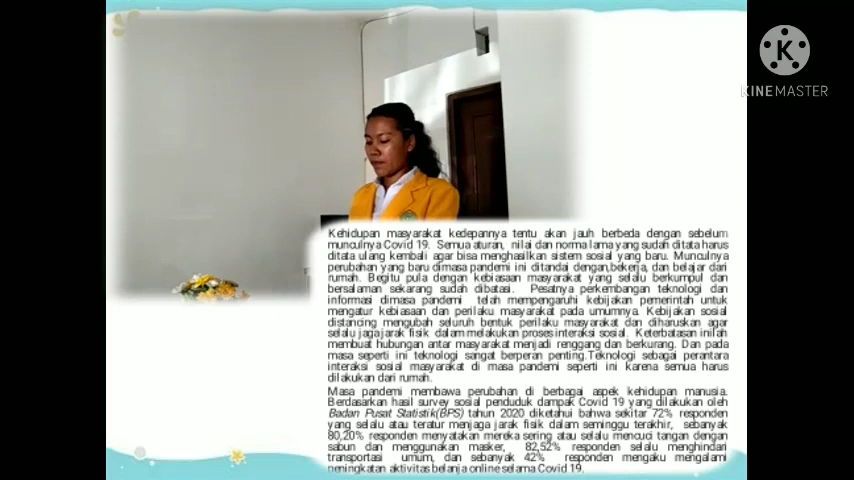 KINEMASTER
Kehidupan masyarakat kedepannya tentu akan jauh berbeda dengan sebelum
munculnya Covid 19. Semua aturan, nilai dan norma lama yang sudah ditata harus
ditata ulang kembali agar bisa menghasilkan sistem sosial yang baru. Munculnya
perubahan yang baru dimasa pandemi ini ditandai dengan,bekerja, dan belajar dari
rumah. Begitu pula dengan kebiasaan masyarakat yang selalu berkumpul dan
bersalaman sekarang sudah dibatasi. Pesatnya perkembangan teknologi dan
informasi dimasa pandemi telah mempengaruhi kebijakan pemerintah untuk
mengatur kebiasaan dan perilaku masyarakat pada umumnya. Kebijakan sosial
distancing mengubah seluruh bentuk perilaku masyarakat dan diharuskan agar
selalu jaga jarak fisik dalam melakukan proses interaksi sosial. Keterbatasan inilah
membuat hubungan antar masyarakat menjadi renggang dan berkurang. Dan pada
masa seperti ini teknologi sangat berperan penting.Teknologi sebagai perantara
interaksi sosial masyarakat di masa pandemi seperti ini karena semua harus
dilakukan dari rumah.
Masa pandemi membawa perubahan di berbagai aspek kehidupan manusia.
Berdasarkan hasil survey sosial penduduk dampak Covid 19 yang dilakukan oleh
Badan Pusat Statistik(BPS) tahun 2020 diketahui bahwa sekitar 72% responden
yang selalu atau teratur menjaga jarak fisik dalam seminggu terakhir, sebanyak
80,20% responden menyatakan mereka sering atau selalu mencuci tangan dengan
sabun dan menggunakan masker, 82,52% responden selalu menghindari
transportasi umum, dan sebanyak 42% responden mengaku mengalami
peningkatan aktivitas belanja online selama Covid 19.